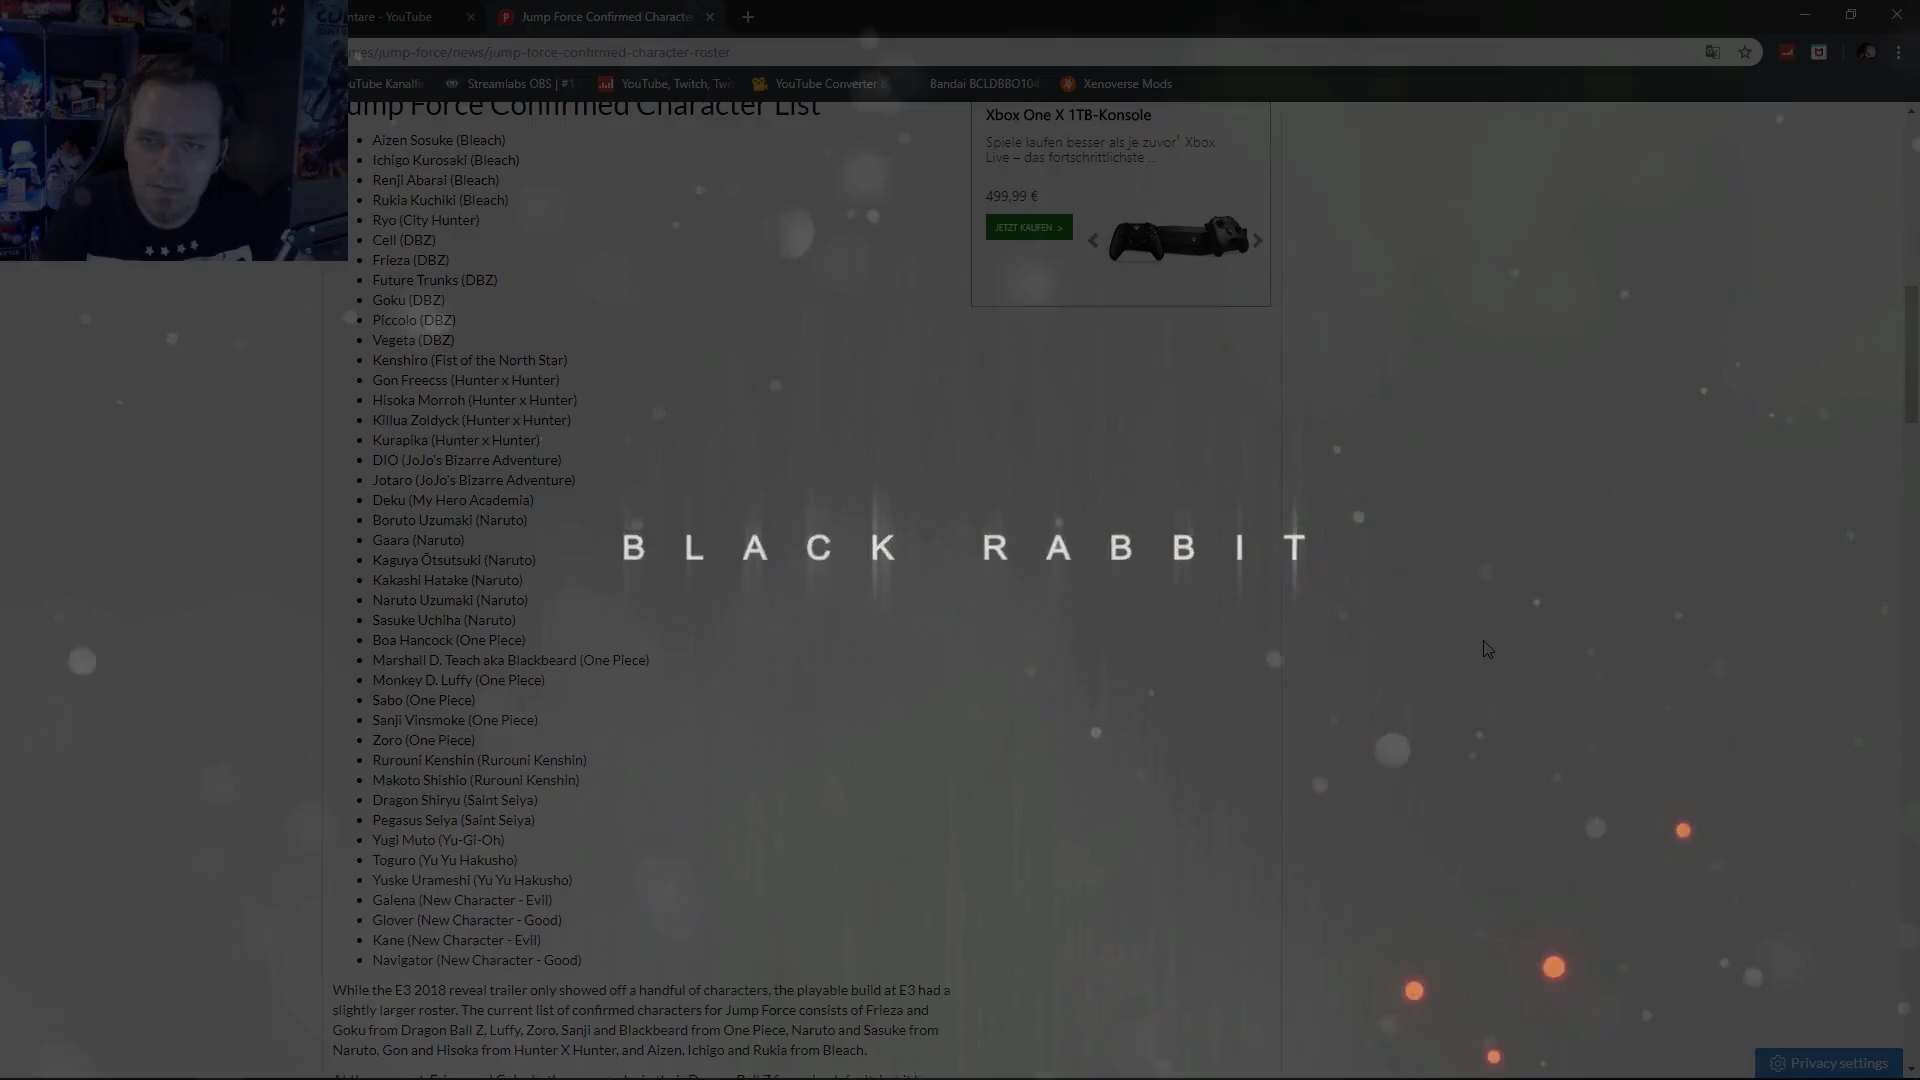 ntare - YouTube
Jump Force Confirmed Characte
mes/jump-force/news/jump-force-confirmed-character-roster
uTube Kanalfin
Streamlabs OBS | #1
YouTube, Twitch, Twi
YouTube Converter
Bandai BCLDBBO104
Xenoverse Mods
Jump Force Confirmed Character List
Aizen Sosuke (Bleach)
Ichigo Kurosaki (Bleach)
Renji Abarai (Bleach)
Rukia Kuchiki (Bleach)
Ryo (City Hunter)
Cell (DBZ)
Frieza (DBZ)
Future Trunks (DBZ)
Goku (DBZ)
Piccolo (DBZ)
Vegeta (DBZ)
Kenshiro (Fist of the North Star)
Gon Freecss (Hunter x Hunter)
Hisoka Morroh (Hunter x Hunter)
Killua Zoldyck (Hunter x Hunter)
Kurapika (Hunter x Hunter)
DIO (JoJo's Bizarre Adventure)
Jotaro (JoJo's Bizarre Adventure)
Deku (My Hero Academia)
Boruto Uzumaki (Naruto)
Gaara (Naruto)
Kaguya Ōtsutsuki (Naruto)
Kakashi Hatake (Naruto)
Naruto Uzumaki (Naruto)
Sasuke Uchiha (Naruto)
Boa Hancock (One Piece)
Marshall D. Teach aka Blackbeard (One Piece)
Monkey D. Luffy (One Piece)
Sabo (One Piece)
Sanji Vinsmoke (One Piece)
Zoro (One Piece)
Rurouni Kenshin (Rurouni Kenshin)
Makoto Shishio (Rurouni Kenshin)
Dragon Shiryu (Saint Seiya)
Pegasus Seiya (Saint Seiya)
Yugi Muto (Yu-Gi-Oh)
Toguro (Yu Yu Hakusho)
Yuske Urameshi (Yu Yu Hakusho)
Galena (New Character - Evil)
Glover (New Character - Good)
Kane (New Character - Evil)
Navigator (New Character - Good)
While the E3 2018 reveal trailer only showed off a handful of characters, the playable build at E3 had a
slightly larger roster. The current list of confirmed characters for Jump Force consists of Frieza and
Goku from Dragon Ball Z, Luffy, Zoro, Sanji and Blackbeard from One Piece, Naruto and Sasuke from
Naruto, Gon and Hisoka from Hunter X Hunter, and Aizen, Ichigo and Rukia from Bleach.
Xbox One X 1TB-Konsole
Spiele laufen besser als je zuvor¹ Xbox
Live – das fortschrittlichste ...
499,99 €
JETZT KAUFEN >
BLACK RABBIT
Privacy settings